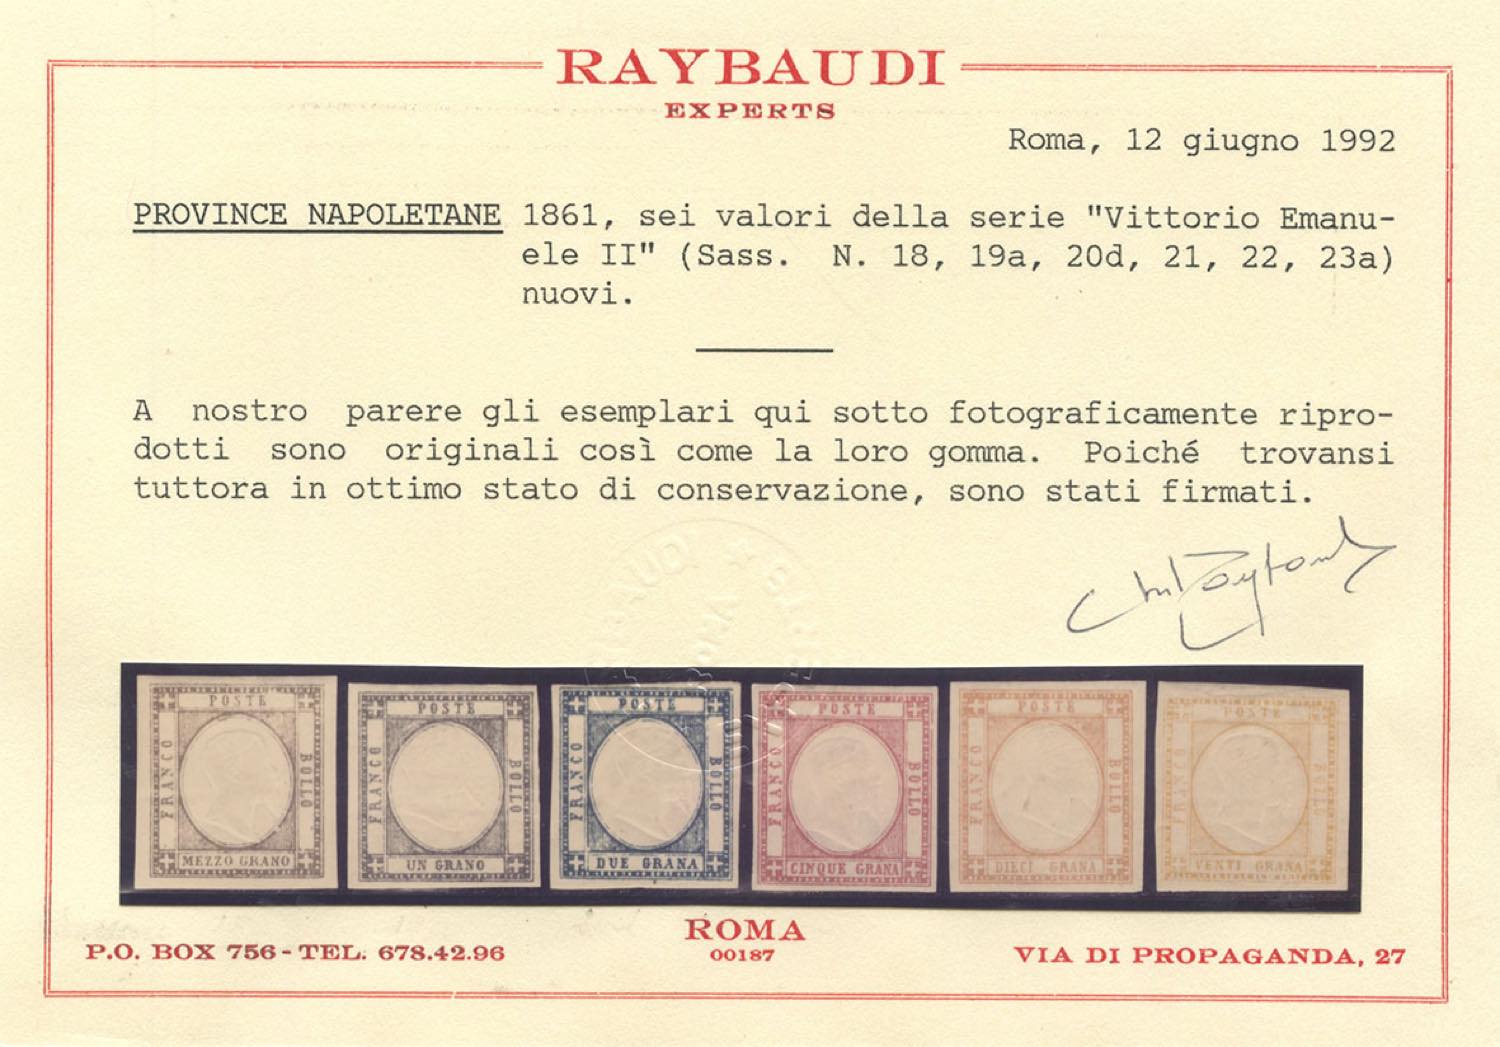 RAYBAUDI
EXPERTS
Roma, 12 giugno 1992
PROVINCE NAPOLETANE 1861, sei valori della serie "Vittorio Emanu-
ele II" (Sass. N. 18, 19a, 20d, 21, 22, 23a)
nuovi.
A nostro parere gli esemplari qui sotto fotograficamente ripro-
dotti sono originali così come la loro gomma. Poiché trovansi
tuttora in ottimo stato di conservazione, sono stati firmati.
POSTE
FRANCO
BOLLO
MEZZO GRANO
POSTE
FRANCO
BOLLO
UN GRANO
POSTE
FRANCO
BOLLO
DUE GRANA
POSTE
FRANCO
BOLLO
CINQUE GRANA
POSTE
FRANCO
BOLLO
DIECI GRANA
POSTE
FRANCO
BOLLO
VENTI GRANA
P.O. BOX 756 - TEL. 678.42.96
ROMA
00187
VIA DI PROPAGANDA, 27